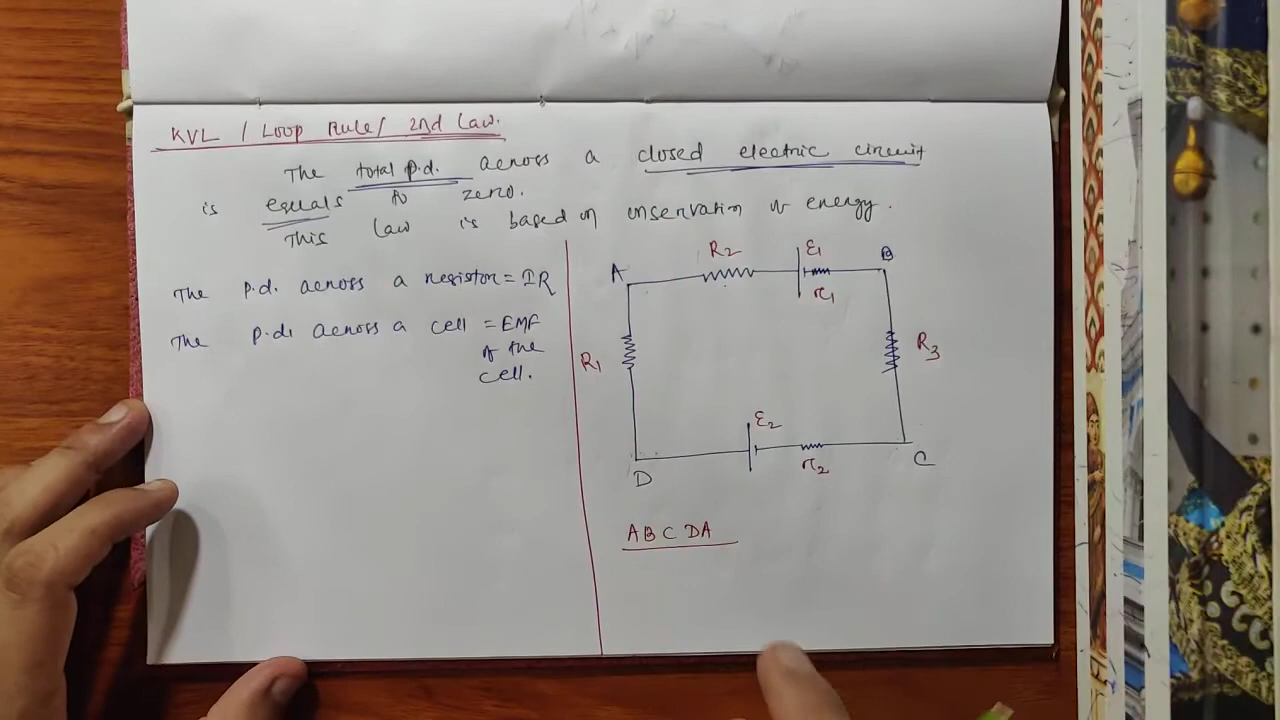 KVL / Loop Rule / 2nd Law.
The total p.d. across a closed electric circuit
is equals to zero.
This law is based on conservation of energy.
The p.d. across a resistor = IR
The p.d. across a cell = EMF
of the
cell.
A
R2
ε1
B
r1
R1
R3
ε2
D
r2
C
ABCDA